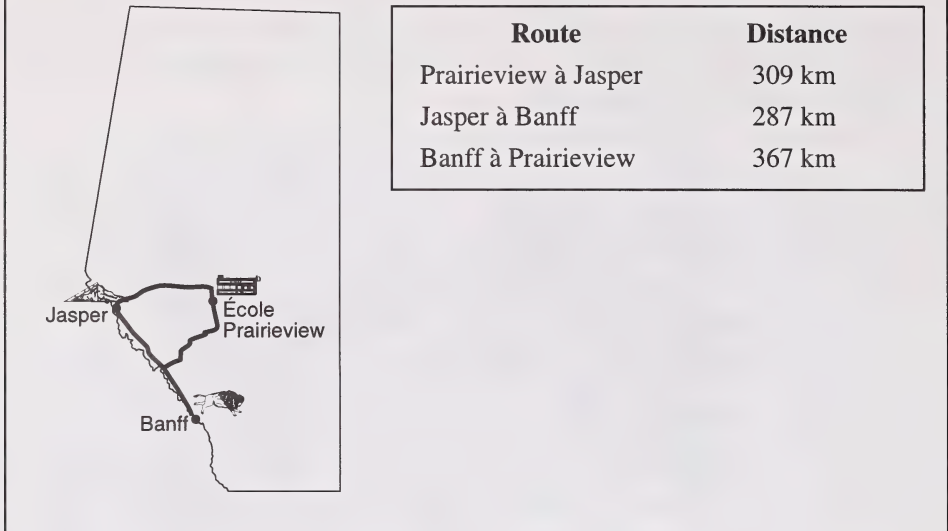 Route Distance
Prairieview à Jasper 309 km
Jasper à Banff 287 km
Banff à Prairieview 367 km
Jasper
École
Prairieview
Banff